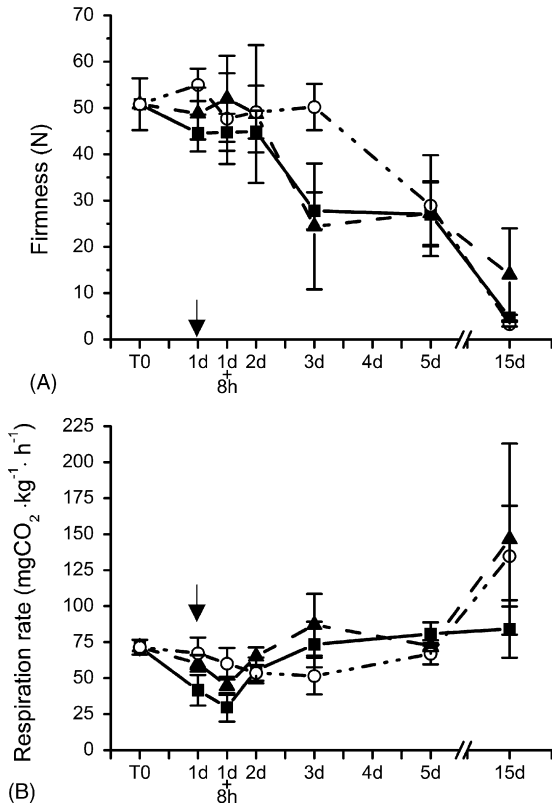 70
60
50
40
30
20
10
0
Firmness (N)
T0 1d 1d 2d 3d 4d 5d 15d
+
8h
(A)
225
200
175
150
125
100
75
50
25
0
Respiration rate (mgCO₂ ·kg⁻¹· h⁻¹)
T0 1d 1d 2d 3d 4d 5d 15d
+
8h
(B)